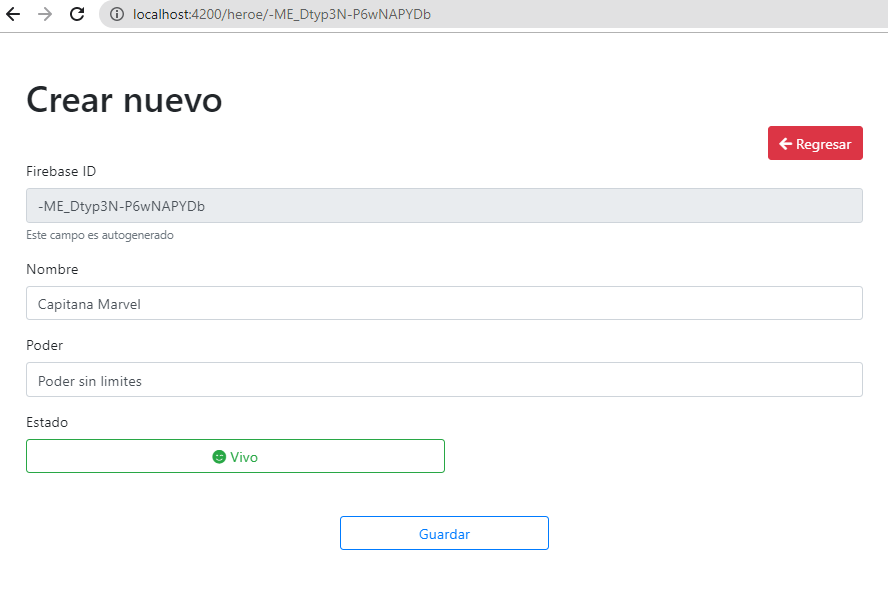 localhost:4200/heroe/-ME_Dtyp3N-P6wNAPYDb
Crear nuevo
Regresar
Firebase ID
-ME_Dtyp3N-P6wNAPYDb
Este campo es autogenerado
Nombre
Capitana Marvel
Poder
Poder sin limites
Estado
Vivo
Guardar